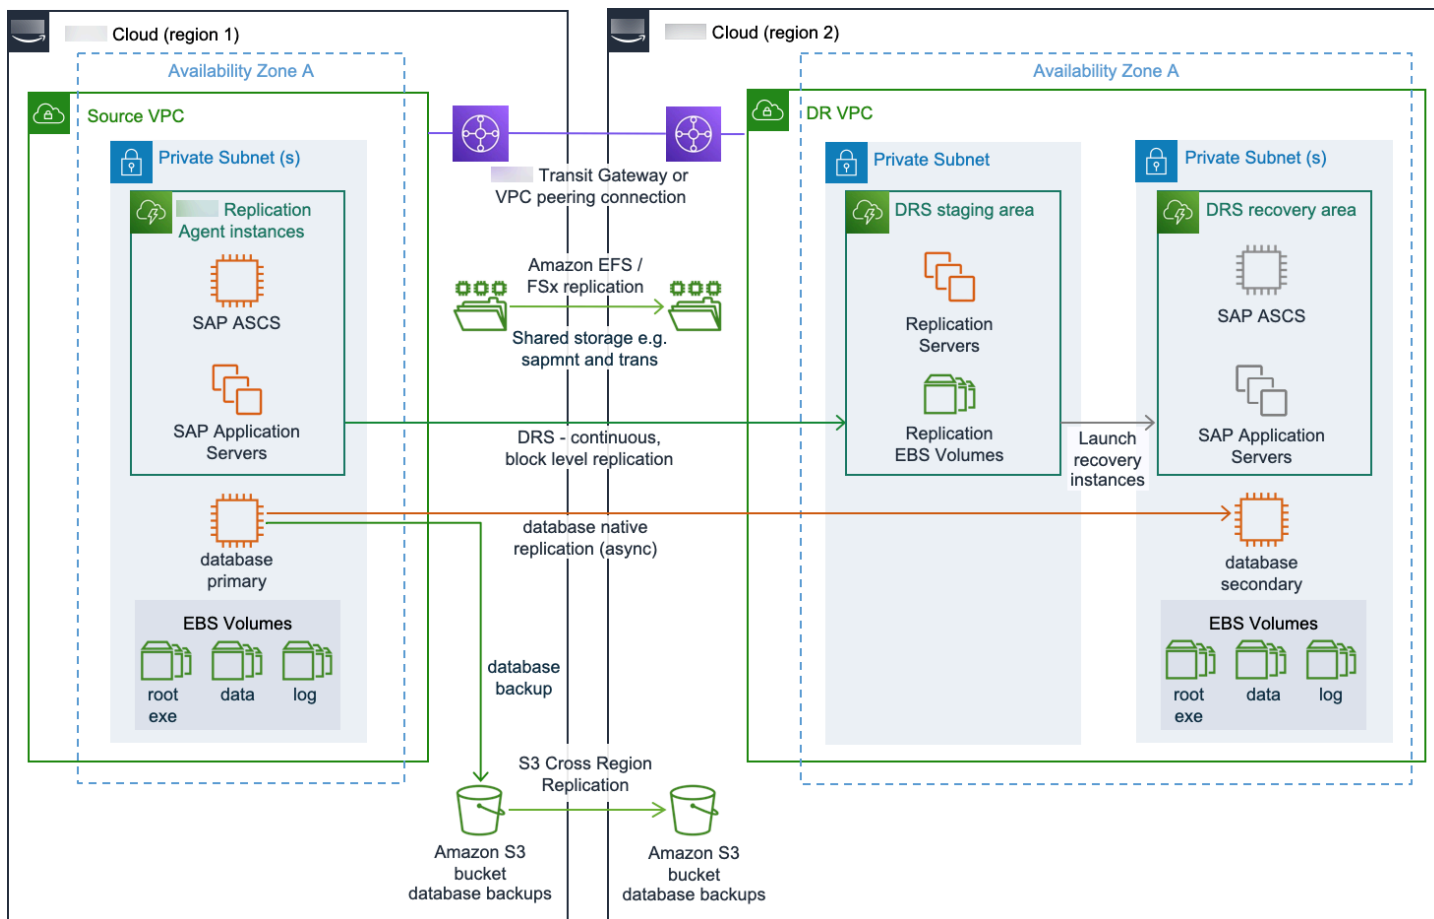 Cloud (region 1)
Availability Zone A
Source VPC
Private Subnet (s)
Replication
Agent instances
SAP ASCS
SAP Application
Servers
database
primary
EBS Volumes
root
exe
data
log
Transit Gateway or
VPC peering connection
Amazon EFS /
FSx replication
Shared storage e.g.
sapmnt and trans
DRS - continuous,
block level replication
database native
replication (async)
database
backup
S3 Cross Region
Replication
Amazon S3
bucket
database backups
Amazon S3
bucket
database backups
Cloud (region 2)
Availability Zone A
DR VPC
Private Subnet
DRS staging area
Replication
Servers
Replication
EBS Volumes
Launch
recovery
instances
Private Subnet (s)
DRS recovery area
SAP ASCS
SAP Application
Servers
database
secondary
EBS Volumes
root
exe
data
log